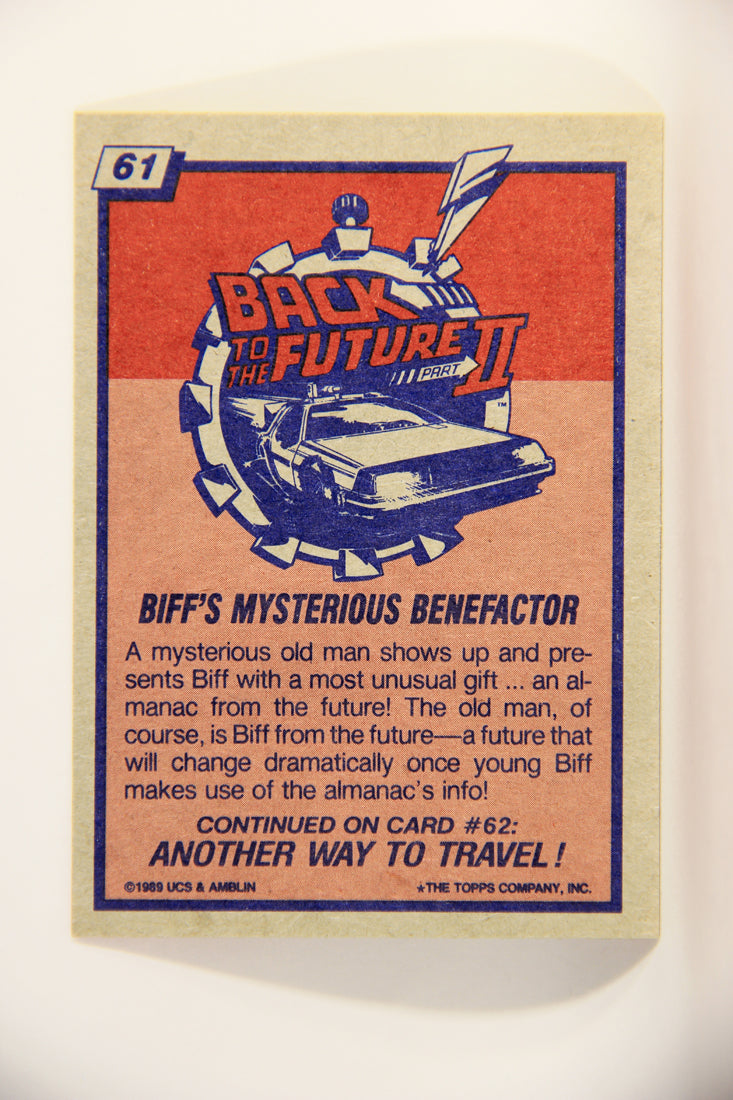 61
BACK
TO
THE FUTURE
PART II
™
BIFF'S MYSTERIOUS BENEFACTOR
A mysterious old man shows up and pre-
sents Biff with a most unusual gift ... an al-
manac from the future! The old man, of
course, is Biff from the future—a future that
will change dramatically once young Biff
makes use of the almanac's info!
CONTINUED ON CARD #62:
ANOTHER WAY TO TRAVEL!
©1989 UCS & AMBLIN ★THE TOPPS COMPANY, INC.